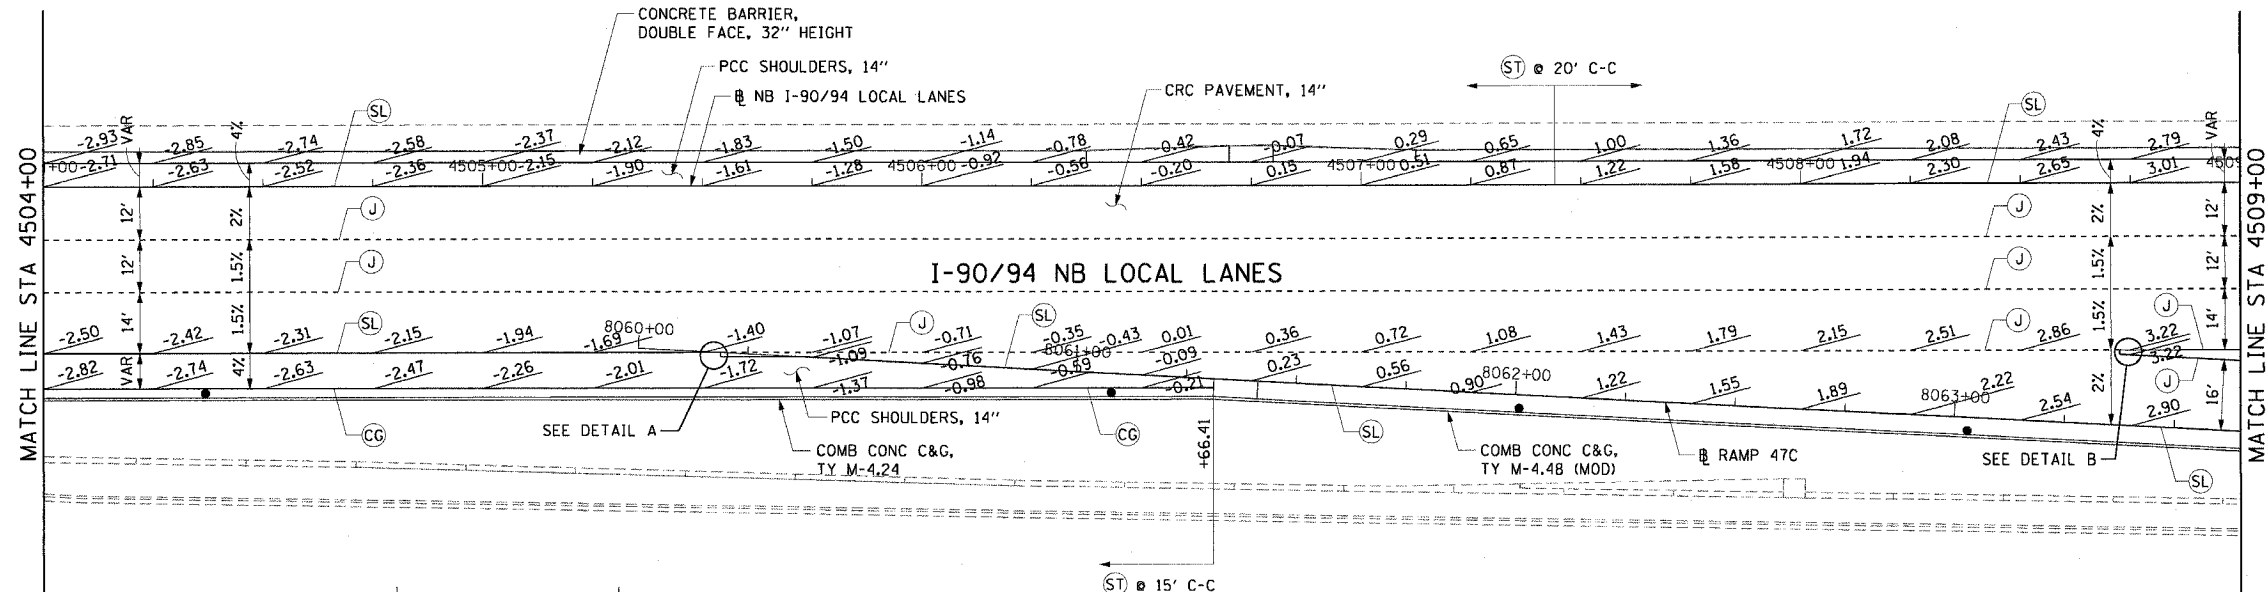 CONCRETE BARRIER,
DOUBLE FACE, 32" HEIGHT
PCC SHOULDERS, 14"
℄ NB I-90/94 LOCAL LANES
CRC PAVEMENT, 14"
ST @ 20' C-C
SL
SL
VAR
4%
4%
VAR
-2.93 -2.85 -2.74 -2.58 -2.37 -2.12 -1.83 -1.50 -1.14 -0.78 -0.42 -0.07 0.29 0.65 1.00 1.36 1.72 2.08 2.43 2.79
+00 -2.71 -2.63 -2.52 -2.36 4505+00 -2.15 -1.90 -1.61 -1.28 4506+00 -0.92 -0.56 -0.20 0.15 4507+00 0.51 0.87 1.22 1.58 4508+00 1.94 2.30 2.65 3.01 4509
MATCH LINE STA 4504+00
MATCH LINE STA 4509+00
12' 2% J J 2% 12'
12' 1.5% J J 1.5% 12'
I-90/94 NB LOCAL LANES
14' 1.5% SL J SL J 1.5% 14' J
-2.50 -2.42 -2.31 -2.15 -1.94 -1.69 8060+00 -1.40 -1.07 -0.71 -0.35 -0.43 0.01 0.36 0.72 1.08 1.43 1.79 2.15 2.51 2.86 3.22
-1.09 -0.76 -0.59 8061+00 -0.09 0.23 0.56 0.90 8062+00 1.22 1.55 1.89 8063+00 2.22 2.54 2.90 3.22
-2.82 -2.74 -2.63 -2.47 -2.26 -2.01 -1.72 -1.37 -0.98 -0.21
VAR 4% 2% 16' J
PCC SHOULDERS, 14"
SEE DETAIL A
CG
CG
SL
COMB CONC C&G,
TY M-4.24
+66.41
COMB CONC C&G,
TY M-4.48 (MOD)
℄ RAMP 47C
SEE DETAIL B
SL
ST @ 15' C-C